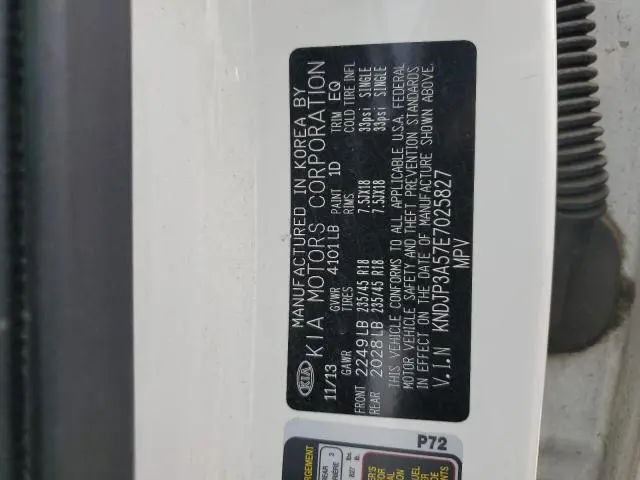 KIA
MANUFACTURED IN KOREA BY
KIA MOTORS CORPORATION
11/13 GVWR 4101LB PAINT 1D TRIM EQ
GAWR TIRES RIMS COLD TIRE INFL
FRONT 2249LB 235/45 R18 7.5JX18 33psi SINGLE
REAR 2028LB 235/45 R18 7.5JX18 33psi SINGLE
THIS VEHICLE CONFORMS TO ALL APPLICABLE U.S.A. FEDERAL
MOTOR VEHICLE SAFETY AND THEFT PREVENTION STANDARDS
IN EFFECT ON THE DATE OF MANUFACTURE SHOWN ABOVE.
V.I.N KNDJP3A57E7025827
MPV
P72